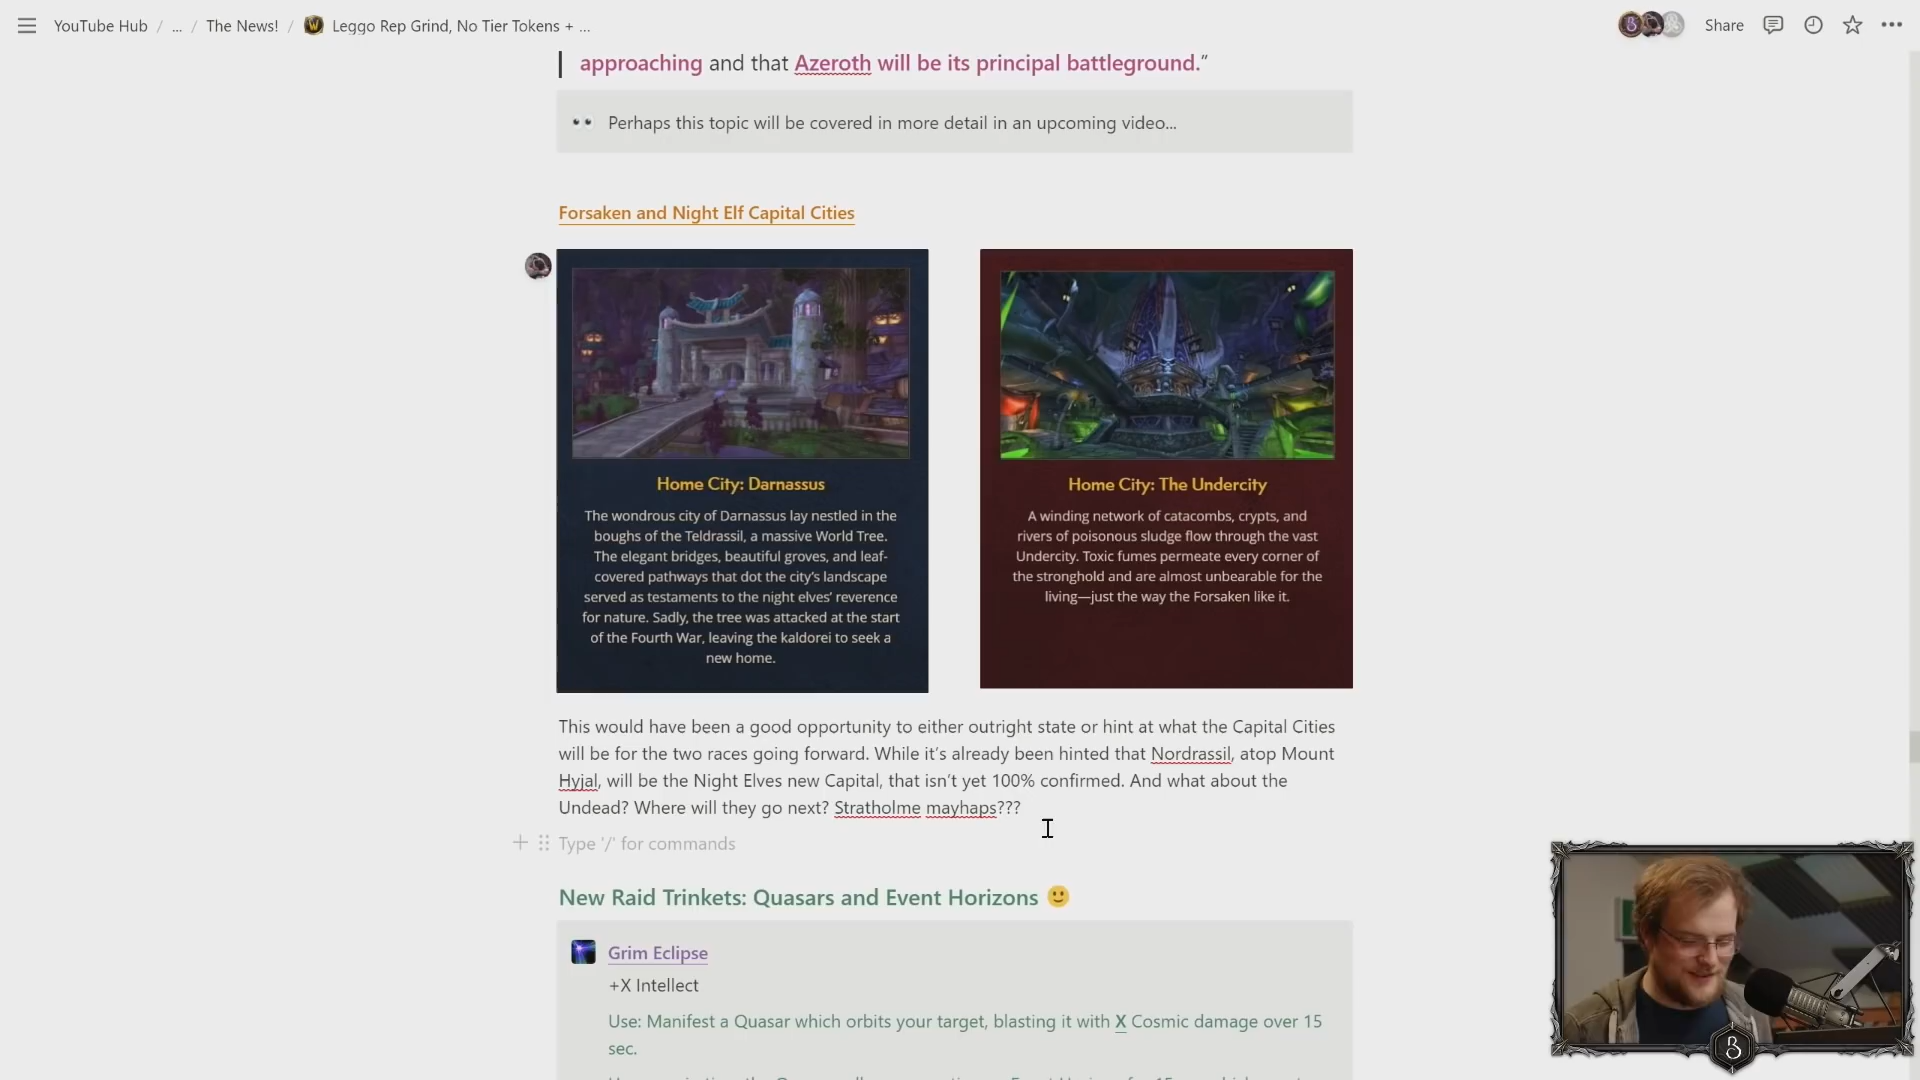 YouTube Hub / ... / The News! / Leggo Rep Grind, No Tier Tokens + ...
Share
approaching and that Azeroth will be its principal battleground.”
Perhaps this topic will be covered in more detail in an upcoming video...
Forsaken and Night Elf Capital Cities
Home City: Darnassus
The wondrous city of Darnassus lay nestled in the
boughs of the Teldrassil, a massive World Tree.
The elegant bridges, beautiful groves, and leaf-
covered pathways that dot the city’s landscape
served as testaments to the night elves’ reverence
for nature. Sadly, the tree was attacked at the start
of the Fourth War, leaving the kaldorei to seek a
new home.
Home City: The Undercity
A winding network of catacombs, crypts, and
rivers of poisonous sludge flow through the vast
Undercity. Toxic fumes permeate every corner of
the stronghold and are almost unbearable for the
living—just the way the Forsaken like it.
This would have been a good opportunity to either outright state or hint at what the Capital Cities
will be for the two races going forward. While it’s already been hinted that Nordrassil, atop Mount
Hyjal, will be the Night Elves new Capital, that isn’t yet 100% confirmed. And what about the
Undead? Where will they go next? Stratholme mayhaps???
Type '/' for commands
New Raid Trinkets: Quasars and Event Horizons 🙂
Grim Eclipse
+X Intellect
Use: Manifest a Quasar which orbits your target, blasting it with X Cosmic damage over 15
sec.